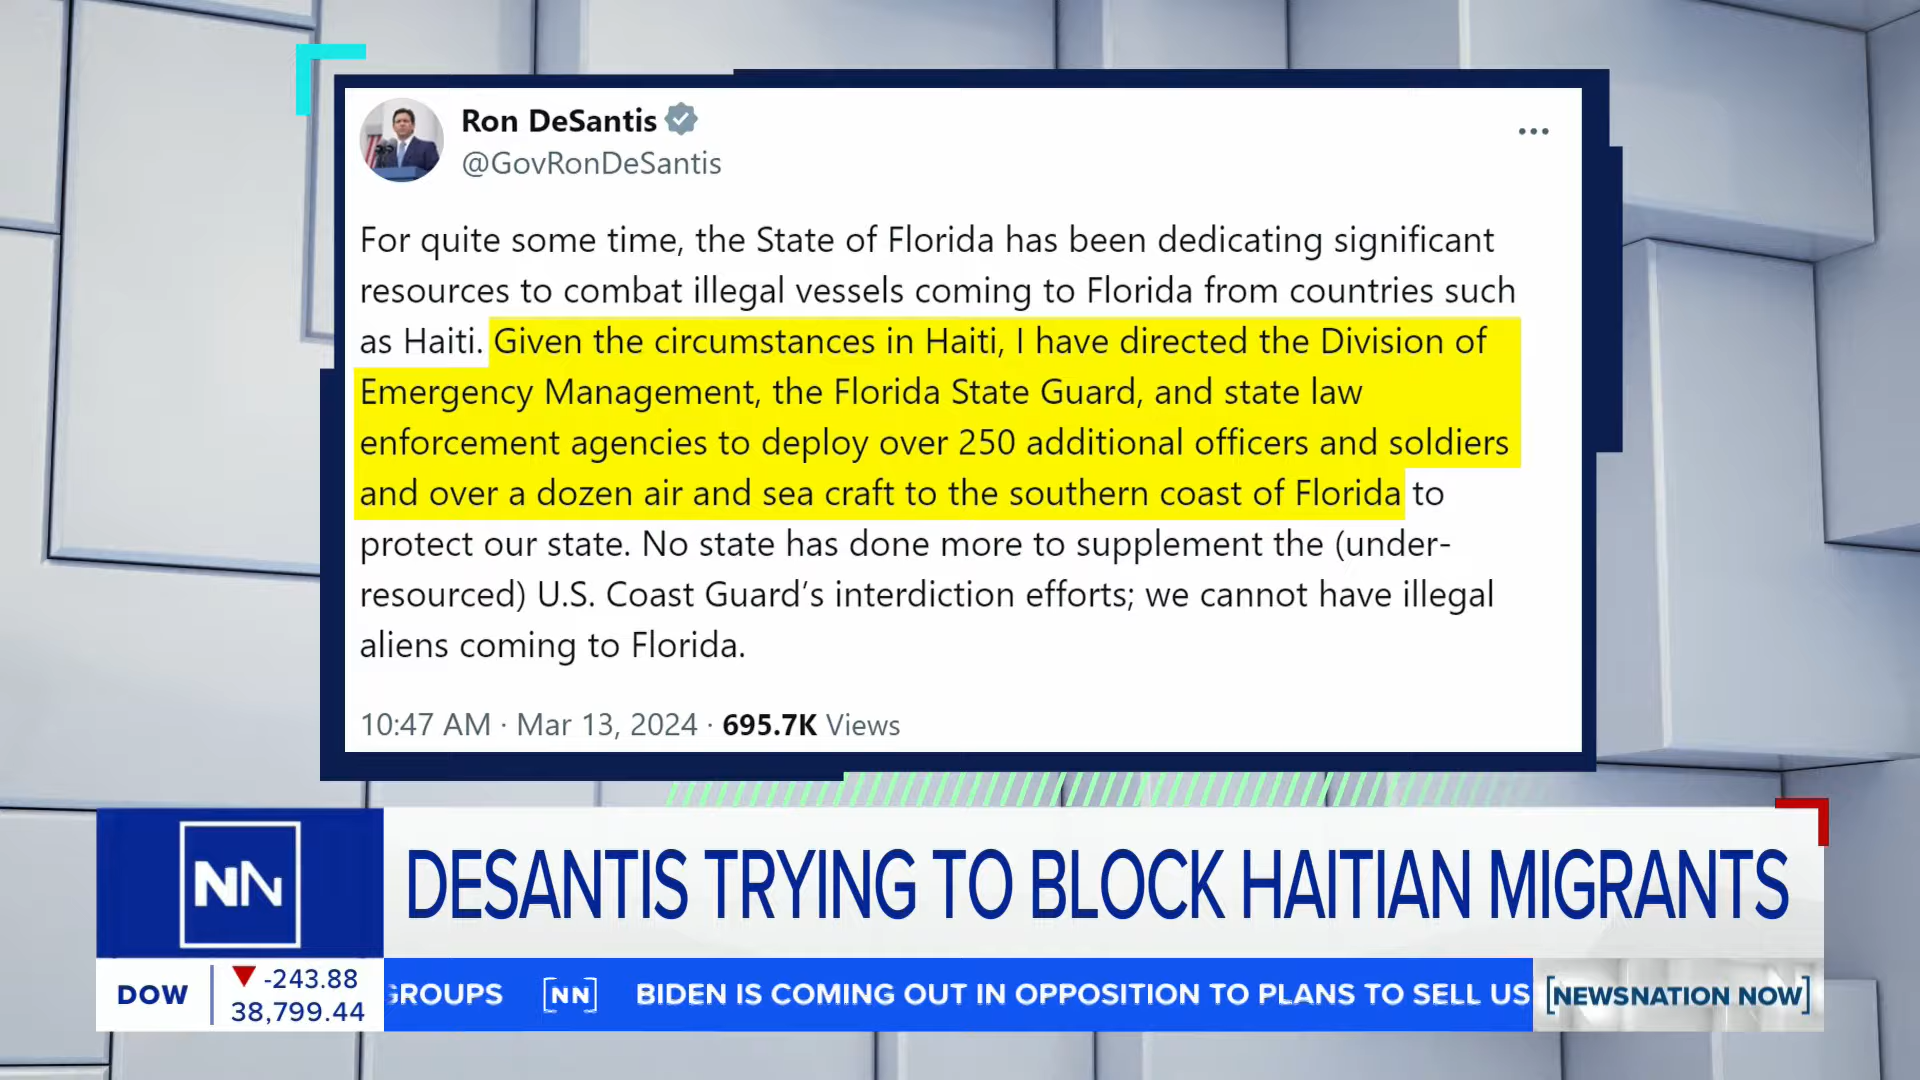 Ron DeSantis
@GovRonDeSantis
For quite some time, the State of Florida has been dedicating significant
resources to combat illegal vessels coming to Florida from countries such
as Haiti. Given the circumstances in Haiti, I have directed the Division of
Emergency Management, the Florida State Guard, and state law
enforcement agencies to deploy over 250 additional officers and soldiers
and over a dozen air and sea craft to the southern coast of Florida to
protect our state. No state has done more to supplement the (under-
resourced) U.S. Coast Guard’s interdiction efforts; we cannot have illegal
aliens coming to Florida.
10:47 AM · Mar 13, 2024 · 695.7K Views
NN
DESANTIS TRYING TO BLOCK HAITIAN MIGRANTS
DOW
-243.88
38,799.44
GROUPS [NN] BIDEN IS COMING OUT IN OPPOSITION TO PLANS TO SELL US
[NEWSNATION NOW]